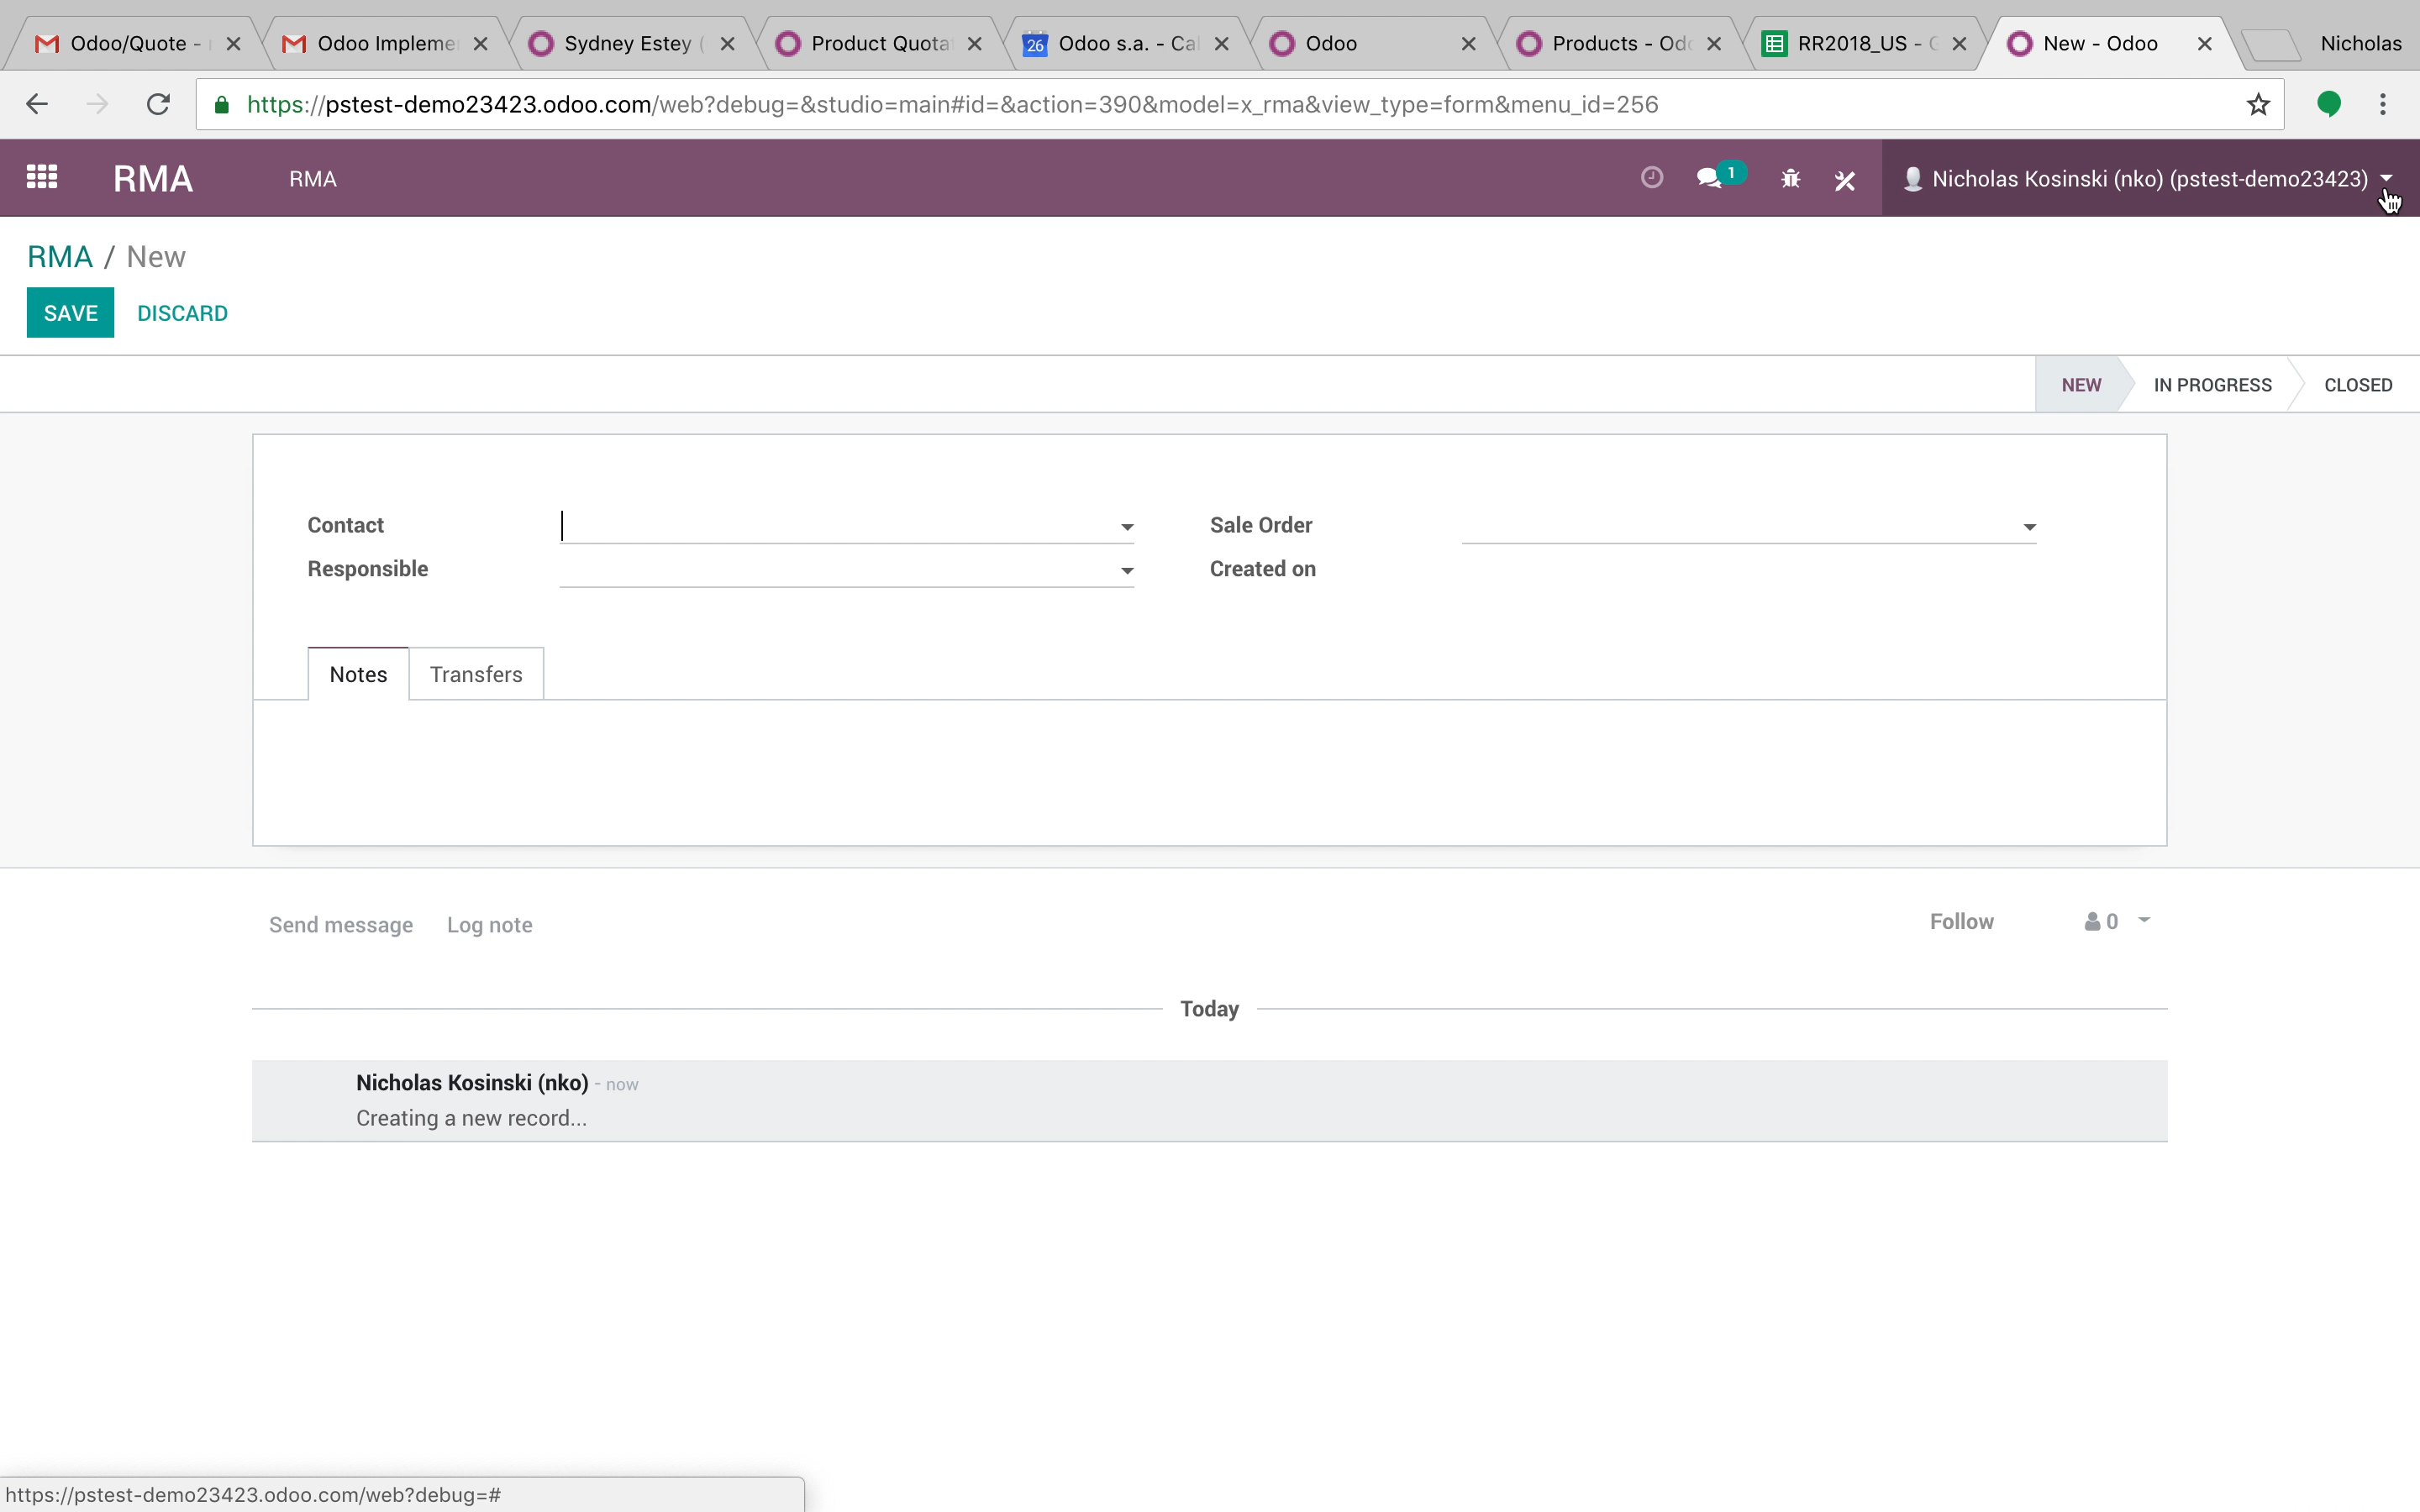 Odoo/Quote -
Odoo Impleme
Sydney Estey (
Product Quota
26
Odoo s.a. - Cal
Odoo
Products - Odo
RR2018_US - G
New - Odoo
Nicholas
https://pstest-demo23423.odoo.com/web?debug=&studio=main#id=&action=390&model=x_rma&view_type=form&menu_id=256
RMA
RMA
1
Nicholas Kosinski (nko) (pstest-demo23423)
RMA / New
SAVE
DISCARD
NEW
IN PROGRESS
CLOSED
Contact
Sale Order
Responsible
Created on
Notes
Transfers
Send message
Log note
Follow
0
Today
Nicholas Kosinski (nko) - now
Creating a new record...
https://pstest-demo23423.odoo.com/web?debug=#